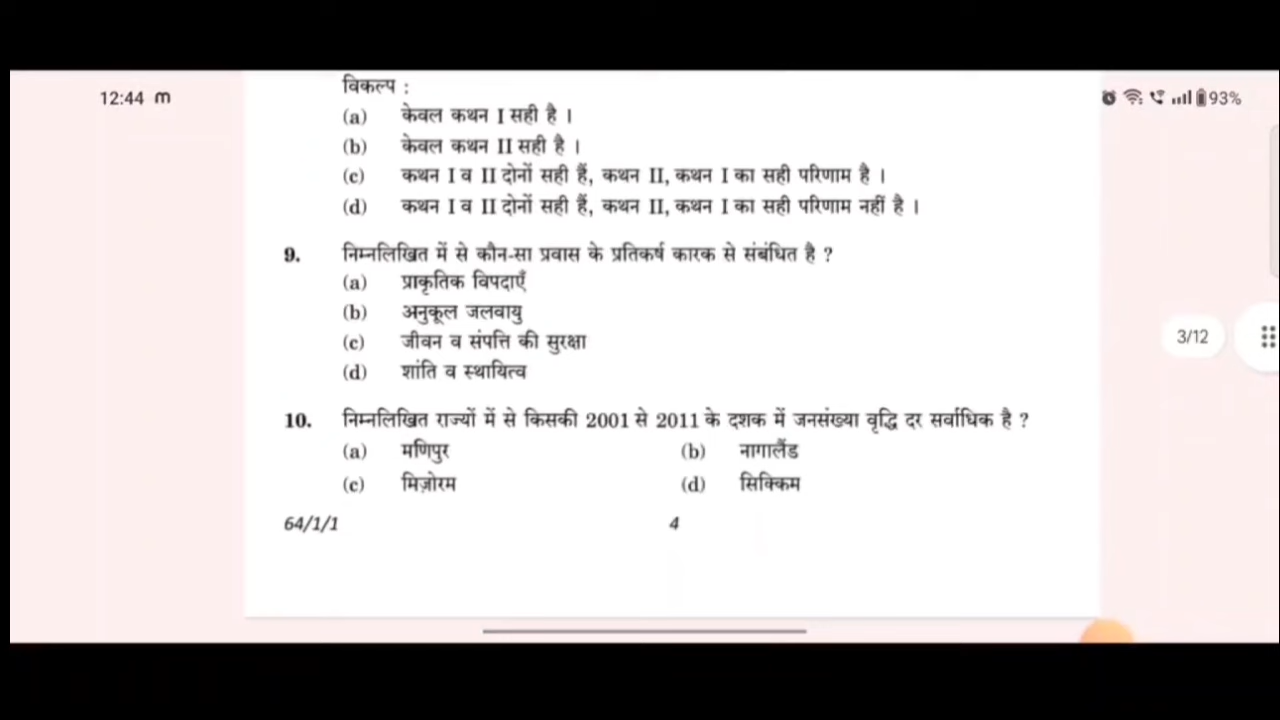 विकल्प :
12:44 m
93%
(a) केवल कथन I सही है ।
(b) केवल कथन II सही है ।
(c) कथन I व II दोनों सही हैं, कथन II, कथन I का सही परिणाम है ।
(d) कथन I व II दोनों सही हैं, कथन II, कथन I का सही परिणाम नहीं है ।
9. निम्नलिखित में से कौन-सा प्रवास के प्रतिकर्ष कारक से संबंधित है ?
(a) प्राकृतिक विपदाएँ
(b) अनुकूल जलवायु
(c) जीवन व संपत्ति की सुरक्षा
3/12
(d) शांति व स्थायित्व
10. निम्नलिखित राज्यों में से किसकी 2001 से 2011 के दशक में जनसंख्या वृद्धि दर सर्वाधिक है ?
(a) मणिपुर (b) नागालैंड
(c) मिज़ोरम (d) सिक्किम
64/1/1 4